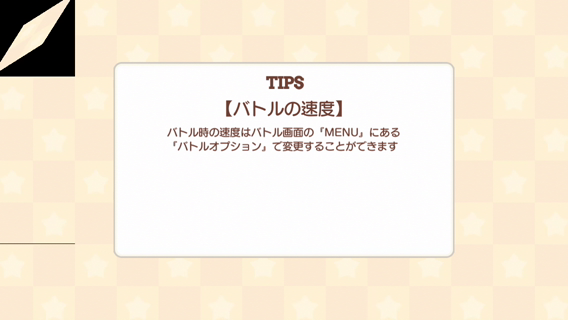 TIPS
【バトルの速度】
バトル時の速度はバトル画面の「MENU」にある
「バトルオプション」で変更することができます